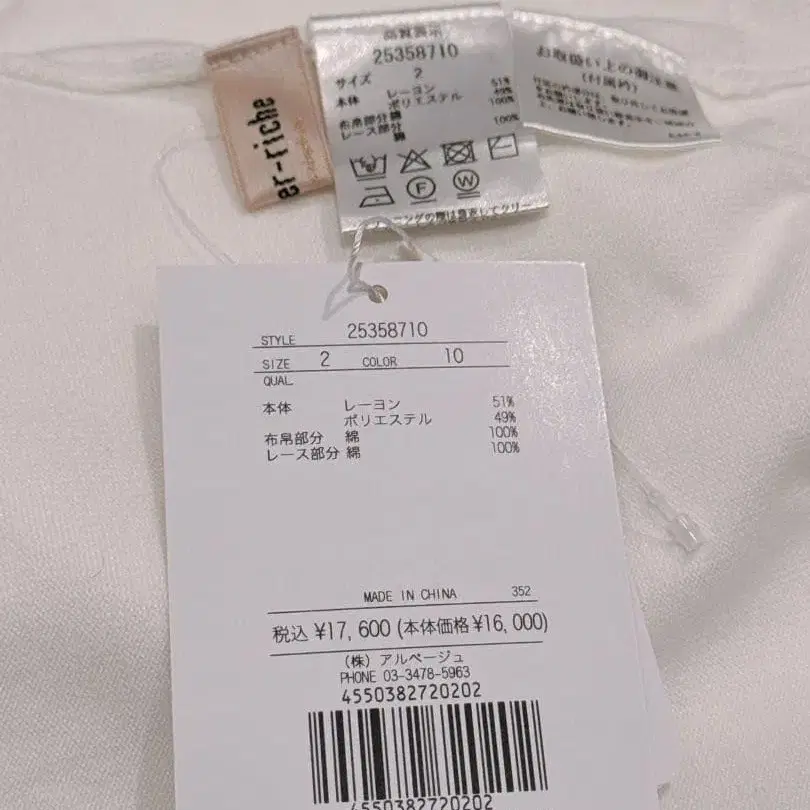 er-riche
品質表示
25358710
サイズ 2
本体 レーヨン 51%
ポリエステル 49%
布帛部分 綿 100%
レース部分 綿 100%
F
W
お取扱い上の御注意
(付属物)
STYLE 25358710
SIZE 2 COLOR 10
QUAL
本体 レーヨン 51%
ポリエステル 49%
布帛部分 綿 100%
レース部分 綿 100%
MADE IN CHINA 352
税込 ¥17,600 (本体価格¥16,000)
(株) アルページュ
PHONE 03-3478-5963
4550382720202
4550382720202